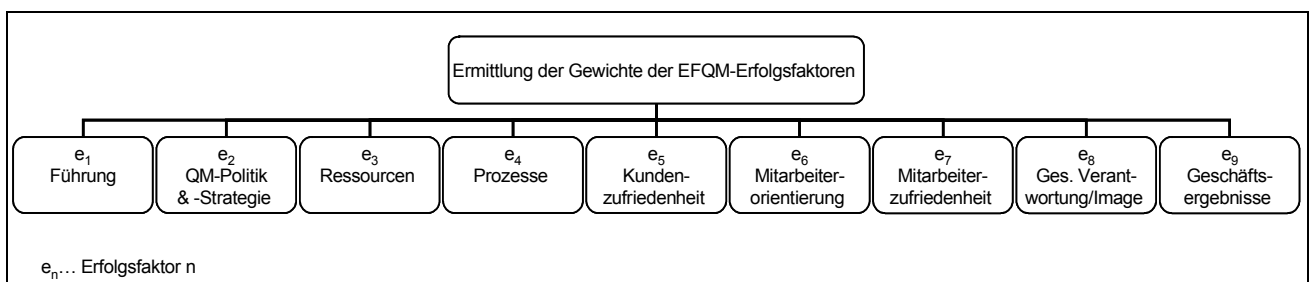 Ermittlung der Gewichte der EFQM-Erfolgsfaktoren
e₁
Führung
e₂
QM-Politik
& -Strategie
e₃
Ressourcen
e₄
Prozesse
e₅
Kunden-
zufriedenheit
e₆
Mitarbeiter-
orientierung
e₇
Mitarbeiter-
zufriedenheit
e₈
Ges. Verant-
wortung/Image
e₉
Geschäfts-
ergebnisse
eₙ… Erfolgsfaktor n